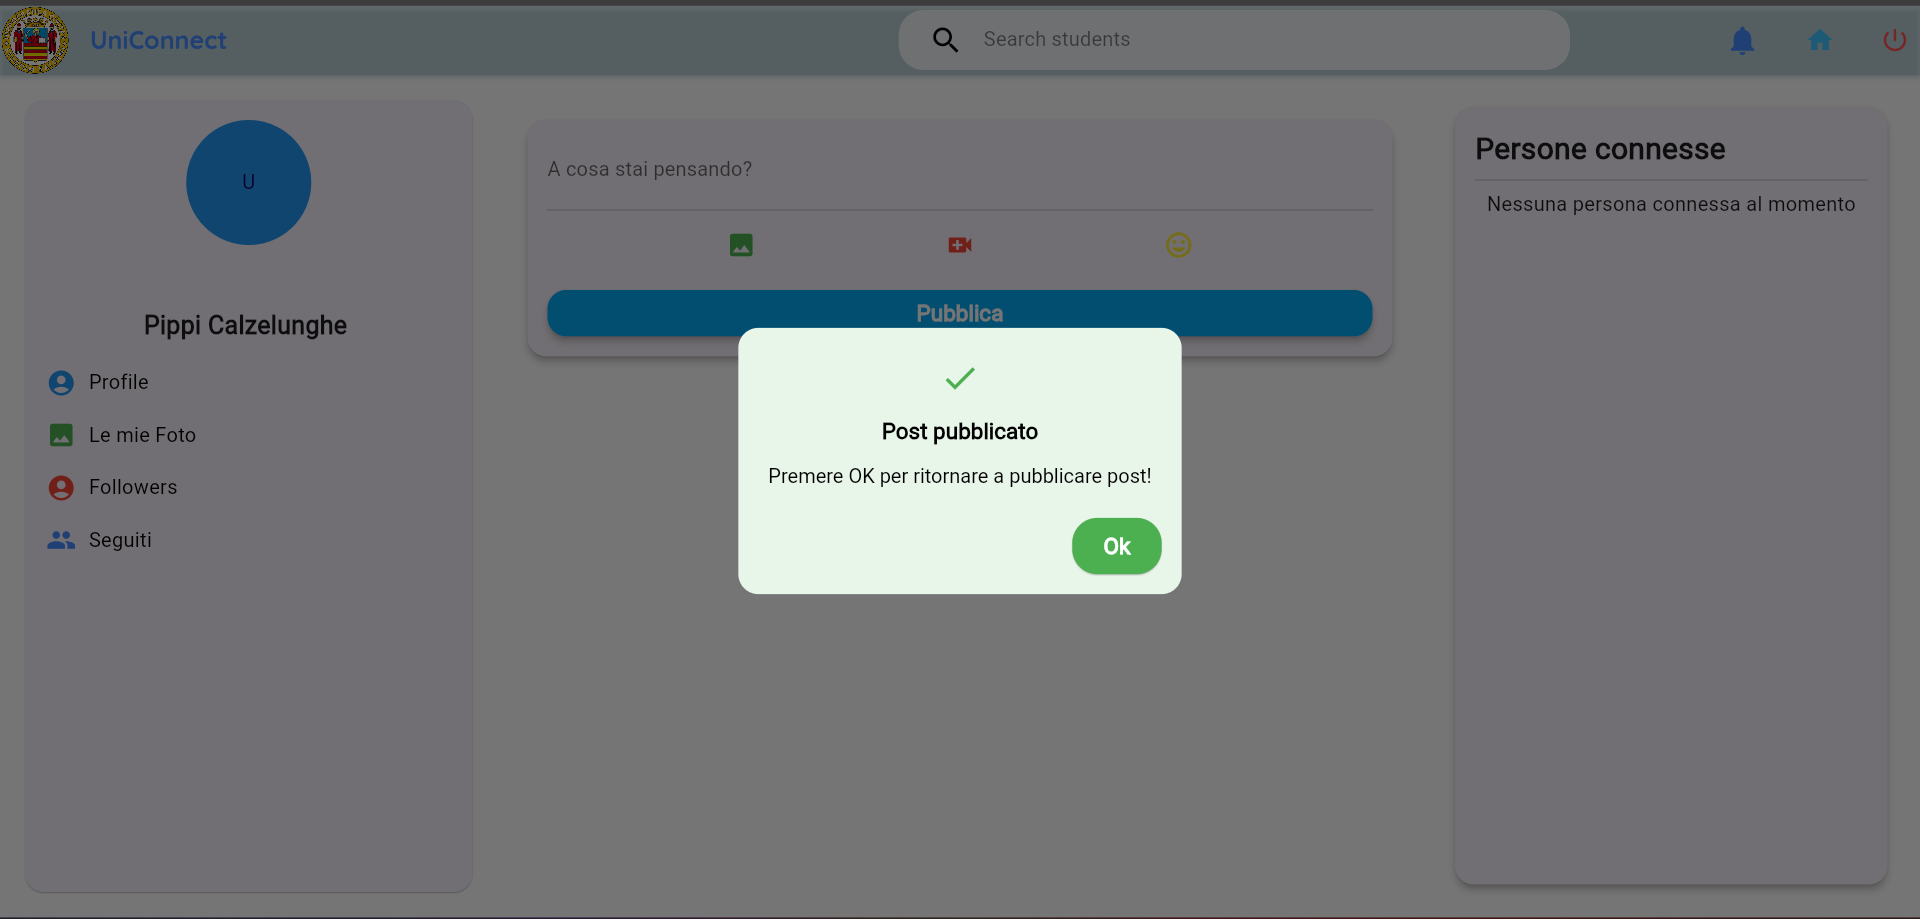 UniConnect
Search students
U
Pippi Calzelunghe
Profile
Le mie Foto
Followers
Seguiti
A cosa stai pensando?
Pubblica
Post pubblicato
Premere OK per ritornare a pubblicare post!
Ok
Persone connesse
Nessuna persona connessa al momento